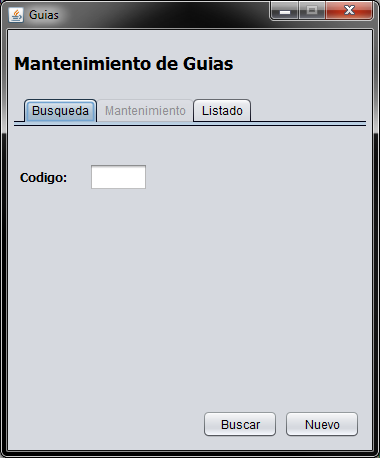 Guias
Mantenimiento de Guias
Busqueda Mantenimiento Listado
Codigo:
Buscar Nuevo